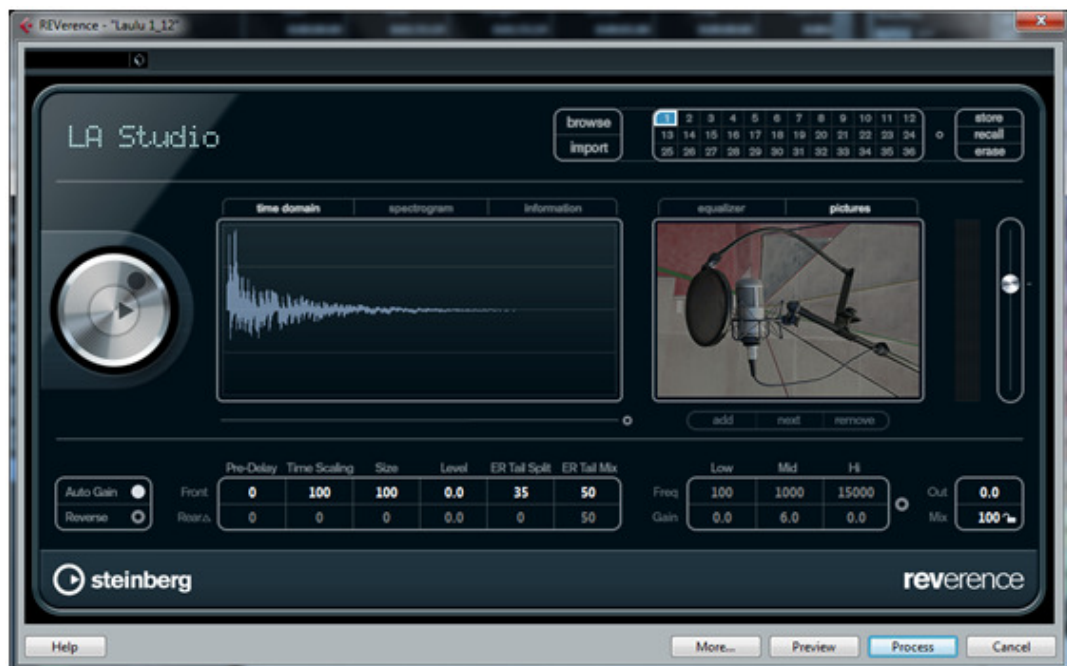 REVerence - "Laulu 1_12"
LA Studio
browse
import
1 2 3 4 5 6 7 8 9 10 11 12
13 14 15 16 17 18 19 20 21 22 23 24
25 26 27 28 29 30 31 32 33 34 35 36
store
recall
erase
time domain spectrogram information
equalizer pictures
add next remove
Pre-Delay Time Scaling Size Level ER Tail Split ER Tail Mix
Low Mid Hi
Auto Gain Front 0 100 100 0.0 35 50
Freq 100 1000 15000 Out 0.0
Reverse Rear△ 0 0 0 0.0 0 50
Gain 0.0 6.0 0.0 Mix 100
steinberg
reverence
Help More... Preview Process Cancel